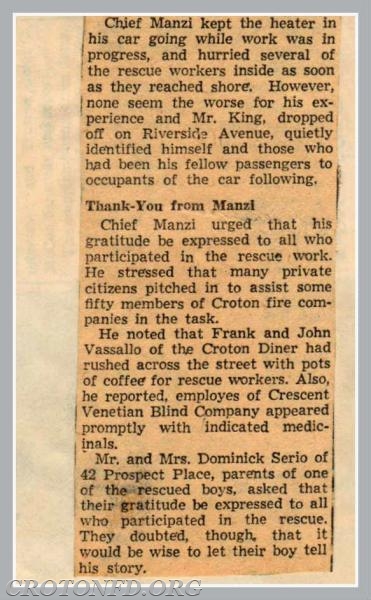 Chief Manzi kept the heater in
his car going while work was in
progress, and hurried several of
the rescue workers inside as soon
as they reached shore. However,
none seem the worse for his ex-
perience and Mr. King, dropped
off on Riverside Avenue, quietly
identified himself and those who
had been his fellow passengers to
occupants of the car following.
Thank-You from Manzi
Chief Manzi urged that his
gratitude be expressed to all who
participated in the rescue work.
He stressed that many private
citizens pitched in to assist some
fifty members of Croton fire com-
panies in the task.
He noted that Frank and John
Vassallo of the Croton Diner had
rushed across the street with pots
of coffee for rescue workers. Also,
he reported, employes of Crescent
Venetian Blind Company appeared
promptly with indicated medic-
inals.
Mr. and Mrs. Dominick Serio of
42 Prospect Place, parents of one
of the rescued boys, asked that
their gratitude be expressed to all
who participated in the rescue.
They doubted, though, that it
would be wise to let their boy tell
his story.
CROTONFD.ORG